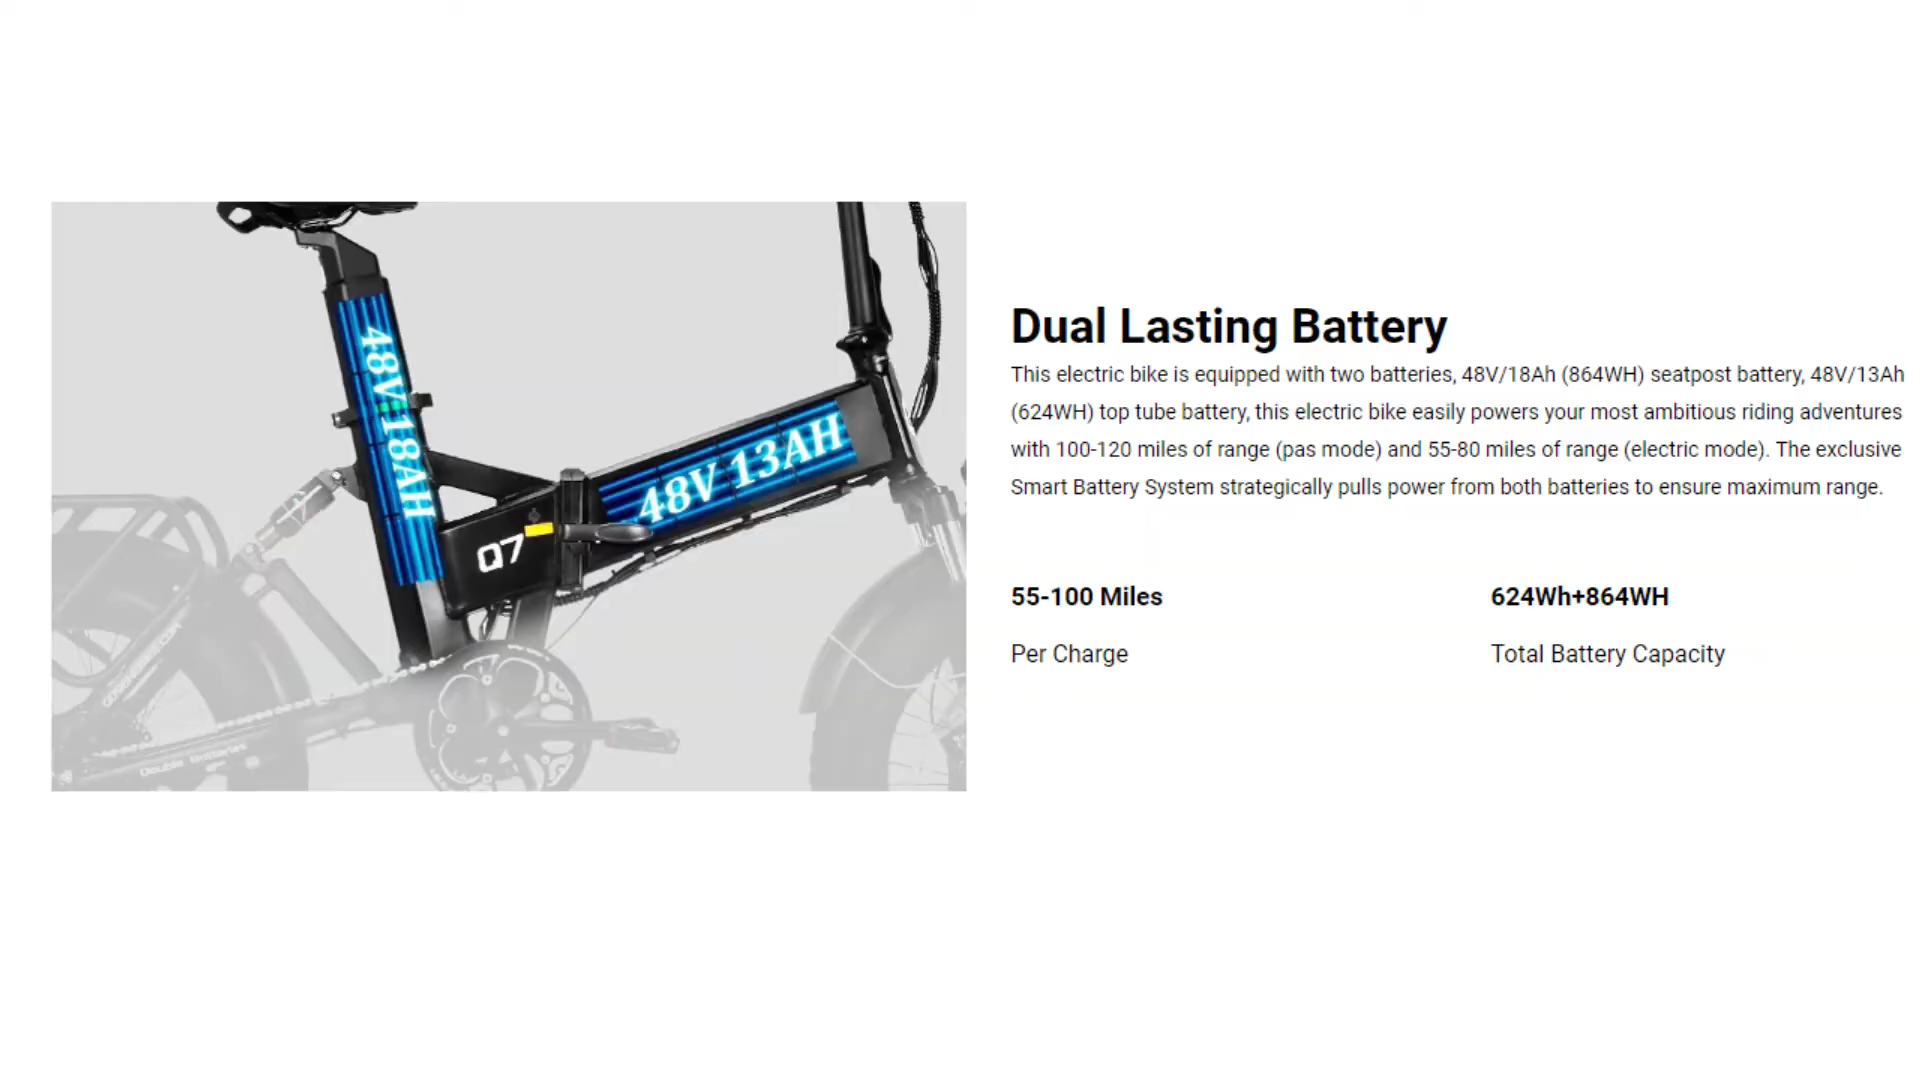 48V 18AH
48V 13AH
Q7
Double Batteries
Dual Lasting Battery
This electric bike is equipped with two batteries, 48V/18Ah (864WH) seatpost battery, 48V/13Ah
(624WH) top tube battery, this electric bike easily powers your most ambitious riding adventures
with 100-120 miles of range (pas mode) and 55-80 miles of range (electric mode). The exclusive
Smart Battery System strategically pulls power from both batteries to ensure maximum range.
55-100 Miles
624Wh+864WH
Per Charge
Total Battery Capacity